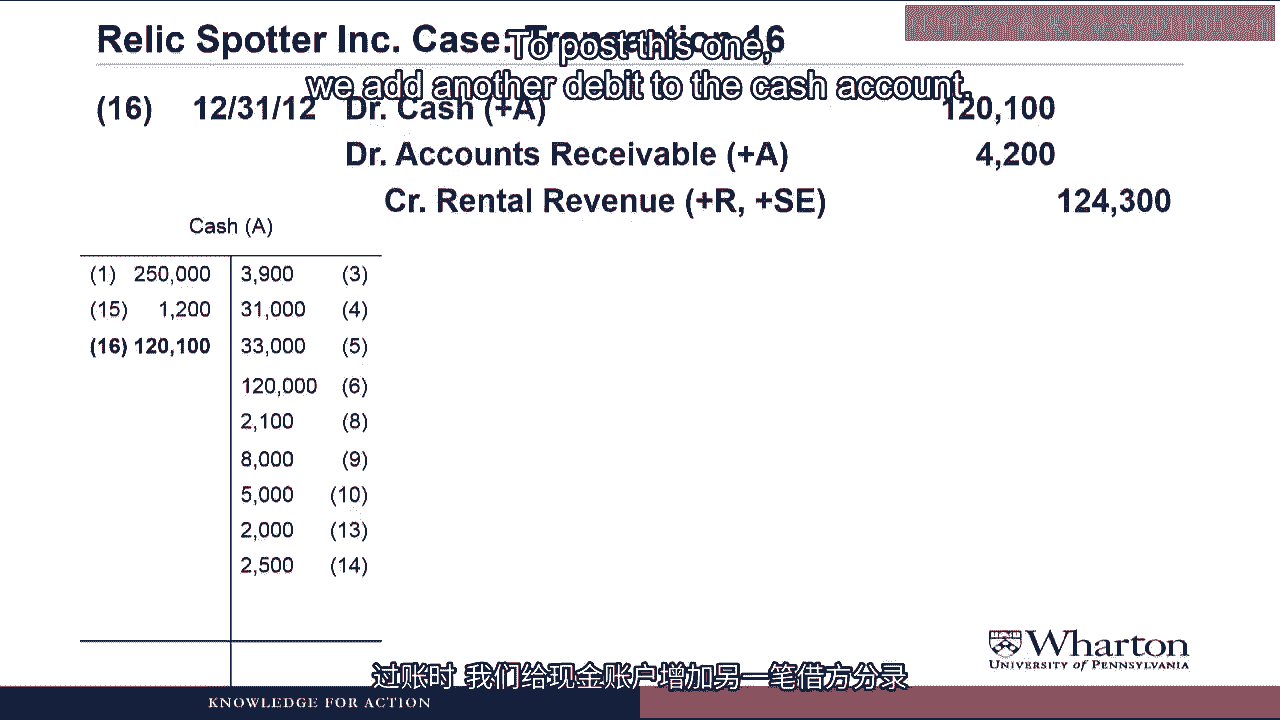 Relic Spotter Inc. Case: Transaction 16
To post this one,
we add another debit to the cash account.
(16) 12/31/12 Dr. Cash (+A) 120,100
Dr. Accounts Receivable (+A) 4,200
Cr. Rental Revenue (+R, +SE) 124,300
Cash (A)
(1) 250,000 3,900 (3)
(15) 1,200 31,000 (4)
(16) 120,100 33,000 (5)
120,000 (6)
2,100 (8)
8,000 (9)
5,000 (10)
2,000 (13)
2,500 (14)
Wharton
UNIVERSITY of PENNSYLVANIA
过账时 我们给现金账户增加另一笔借方分录
KNOWLEDGE FOR ACTION